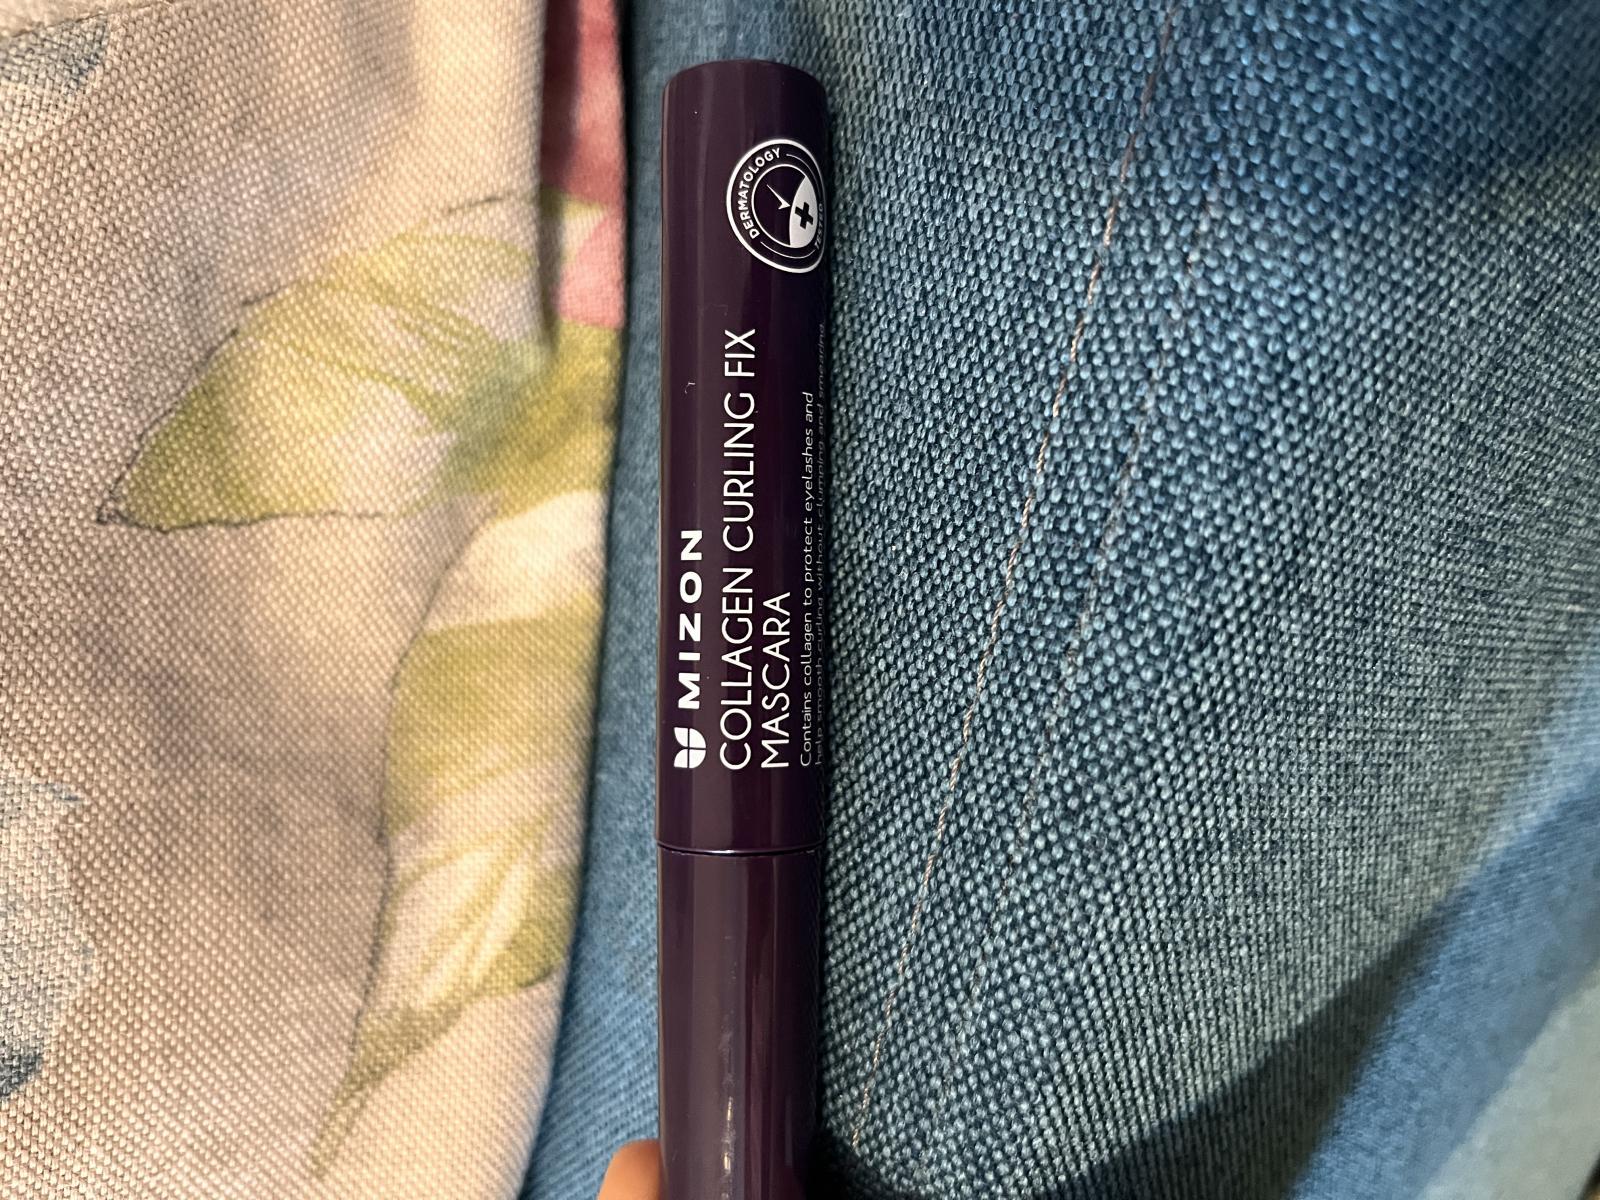 MIZON
COLLAGEN CURLING FIX
MASCARA
Contains collagen to protect eyelashes and
help smooth curling without clumping and smearing.
DERMATOLOGY